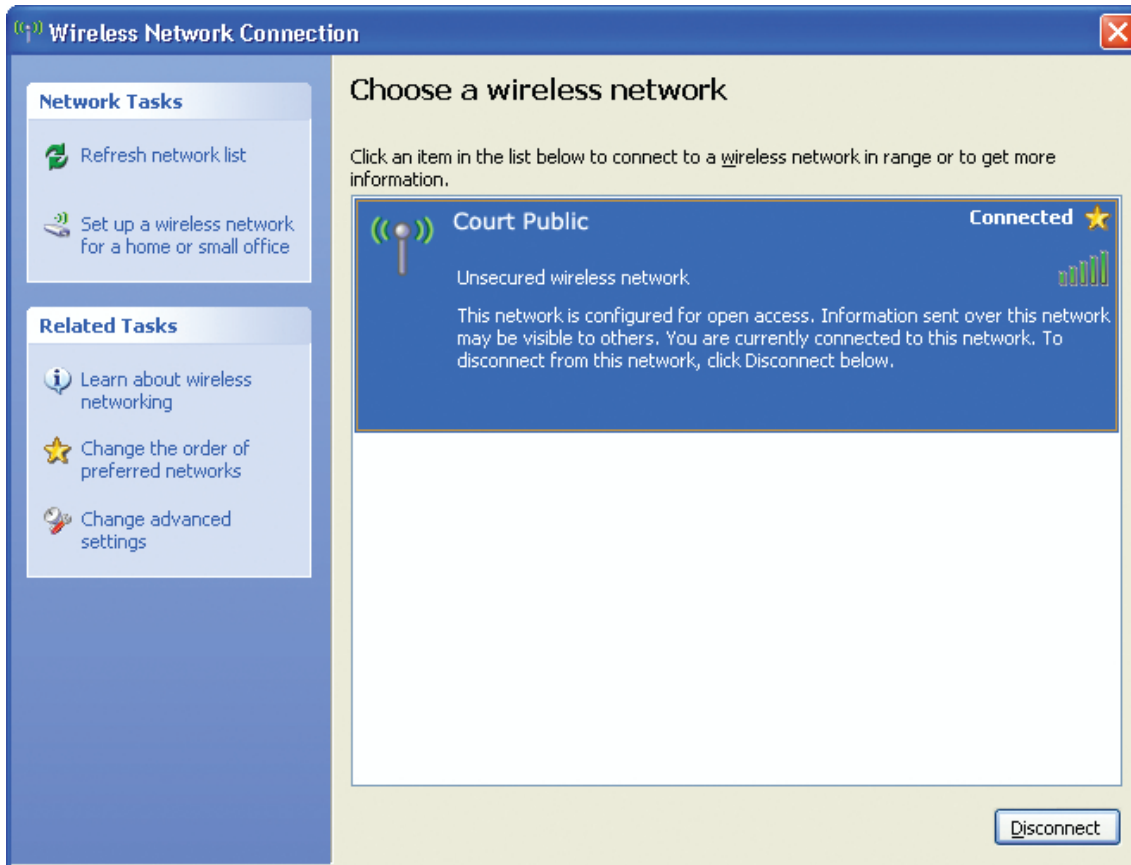 Wireless Network Connection
Network Tasks
Refresh network list
Set up a wireless network
for a home or small office
Related Tasks
Learn about wireless
networking
Change the order of
preferred networks
Change advanced
settings
Choose a wireless network
Click an item in the list below to connect to a wireless network in range or to get more
information.
Court Public
Connected
Unsecured wireless network
This network is configured for open access. Information sent over this network
may be visible to others. You are currently connected to this network. To
disconnect from this network, click Disconnect below.
Disconnect